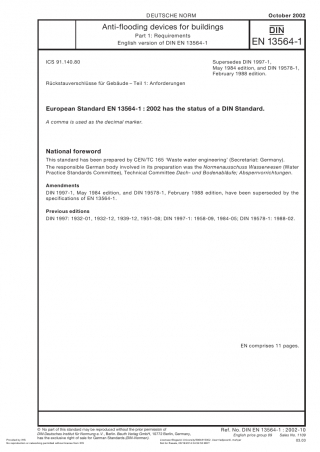 DEUTSCHE NORM
October 2002
Anti-flooding devices for buildings
Part 1: Requirements
English version of DIN EN 13564-1
DIN
EN 13564-1
ICS 91.140.80
Supersedes DIN 1997-1,
May 1984 edition, and DIN 19578-1,
February 1988 edition.
Rückstauverschlüsse für Gebäude – Teil 1: Anforderungen
European Standard EN 13564-1 : 2002 has the status of a DIN Standard.
A comma is used as the decimal marker.
National foreword
This standard has been prepared by CEN/TC 165 'Waste water engineering' (Secretariat: Germany).
The responsible German body involved in its preparation was the Normenausschuss Wasserwesen (Water
Practice Standards Committee), Technical Committee Dach- und Bodenabläufe; Absperrvorrichtungen.
Amendments
DIN 1997-1, May 1984 edition, and DIN 19578-1, February 1988 edition, have been superseded by the
specifications of EN 13564-1.
Previous editions
DIN 1997: 1932-01, 1932-12, 1939-12, 1951-08; DIN 1997-1: 1958-09, 1984-05; DIN 19578-1: 1988-02.
EN comprises 11 pages.
© No part of this standard may be reproduced without the prior permission of
DIN Deutsches Institut für Normung e. V., Berlin. Beuth Verlag GmbH, 10772 Berlin, Germany,
has the exclusive right of sale for German Standards (DIN-Normen).
Ref. No. DIN EN 13564-1 : 2002-10
English price group 09 Sales No. 1109
03.03